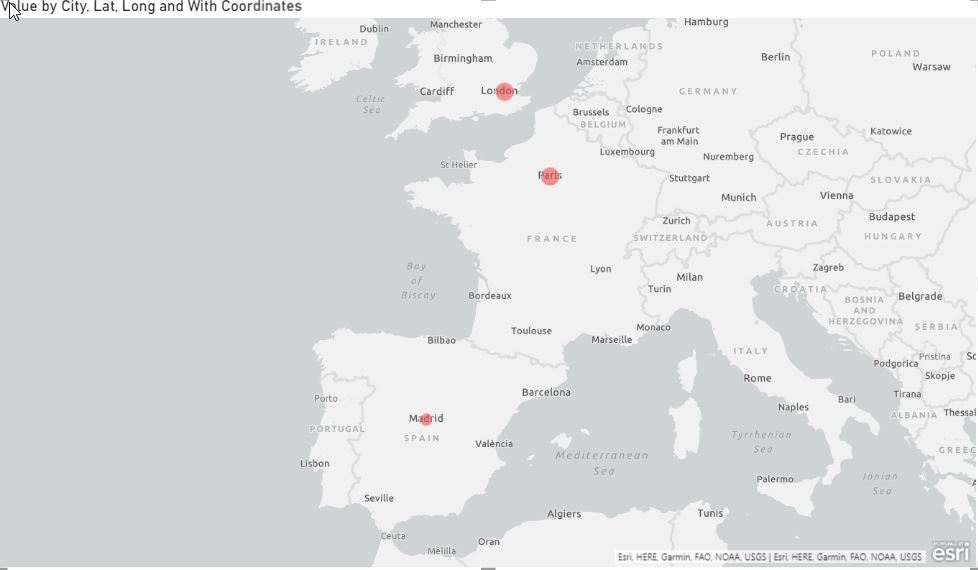 Value by City, Lat, Long and With Coordinates
Dublin
Manchester
Hamburg
IRELAND
NETHERLANDS
POLAND
Birmingham
Amsterdam
Berlin
Warsaw
Cardiff
London
GERMANY
Celtic
Sea
Brussels
Cologne
BELGIUM
Frankfurt
am Main
Prague
Katowice
Luxembourg
Nuremberg
CZECHIA
St Helier
Paris
Stuttgart
SLOVAKIA
Munich
Vienna
Zurich
AUSTRIA
Budapest
FRANCE
SWITZERLAND
HUNGARY
Bay
of
Biscay
Lyon
Milan
Zagreb
Turin
CROATIA
Bordeaux
BOSNIA
AND
HERZEGOVINA
Belgrade
Toulouse
Monaco
SERBIA
Bilbao
Marseille
ITALY
Pristina
Podgorica
Skopje
Rome
Barcelona
Tirana
Porto
Naples
Bari
ALBANIA
Thessal
Madrid
PORTUGAL
SPAIN
València
Tyrrhenian
Sea
GREEC
Mediterranean
Sea
Lisbon
Palermo
Ionian
Sea
Seville
Algiers
Tunis
Ceuta
Oran
Melilla
Esri, HERE, Garmin, FAO, NOAA, USGS | Esri, HERE, Garmin, FAO, NOAA, USGS
esri